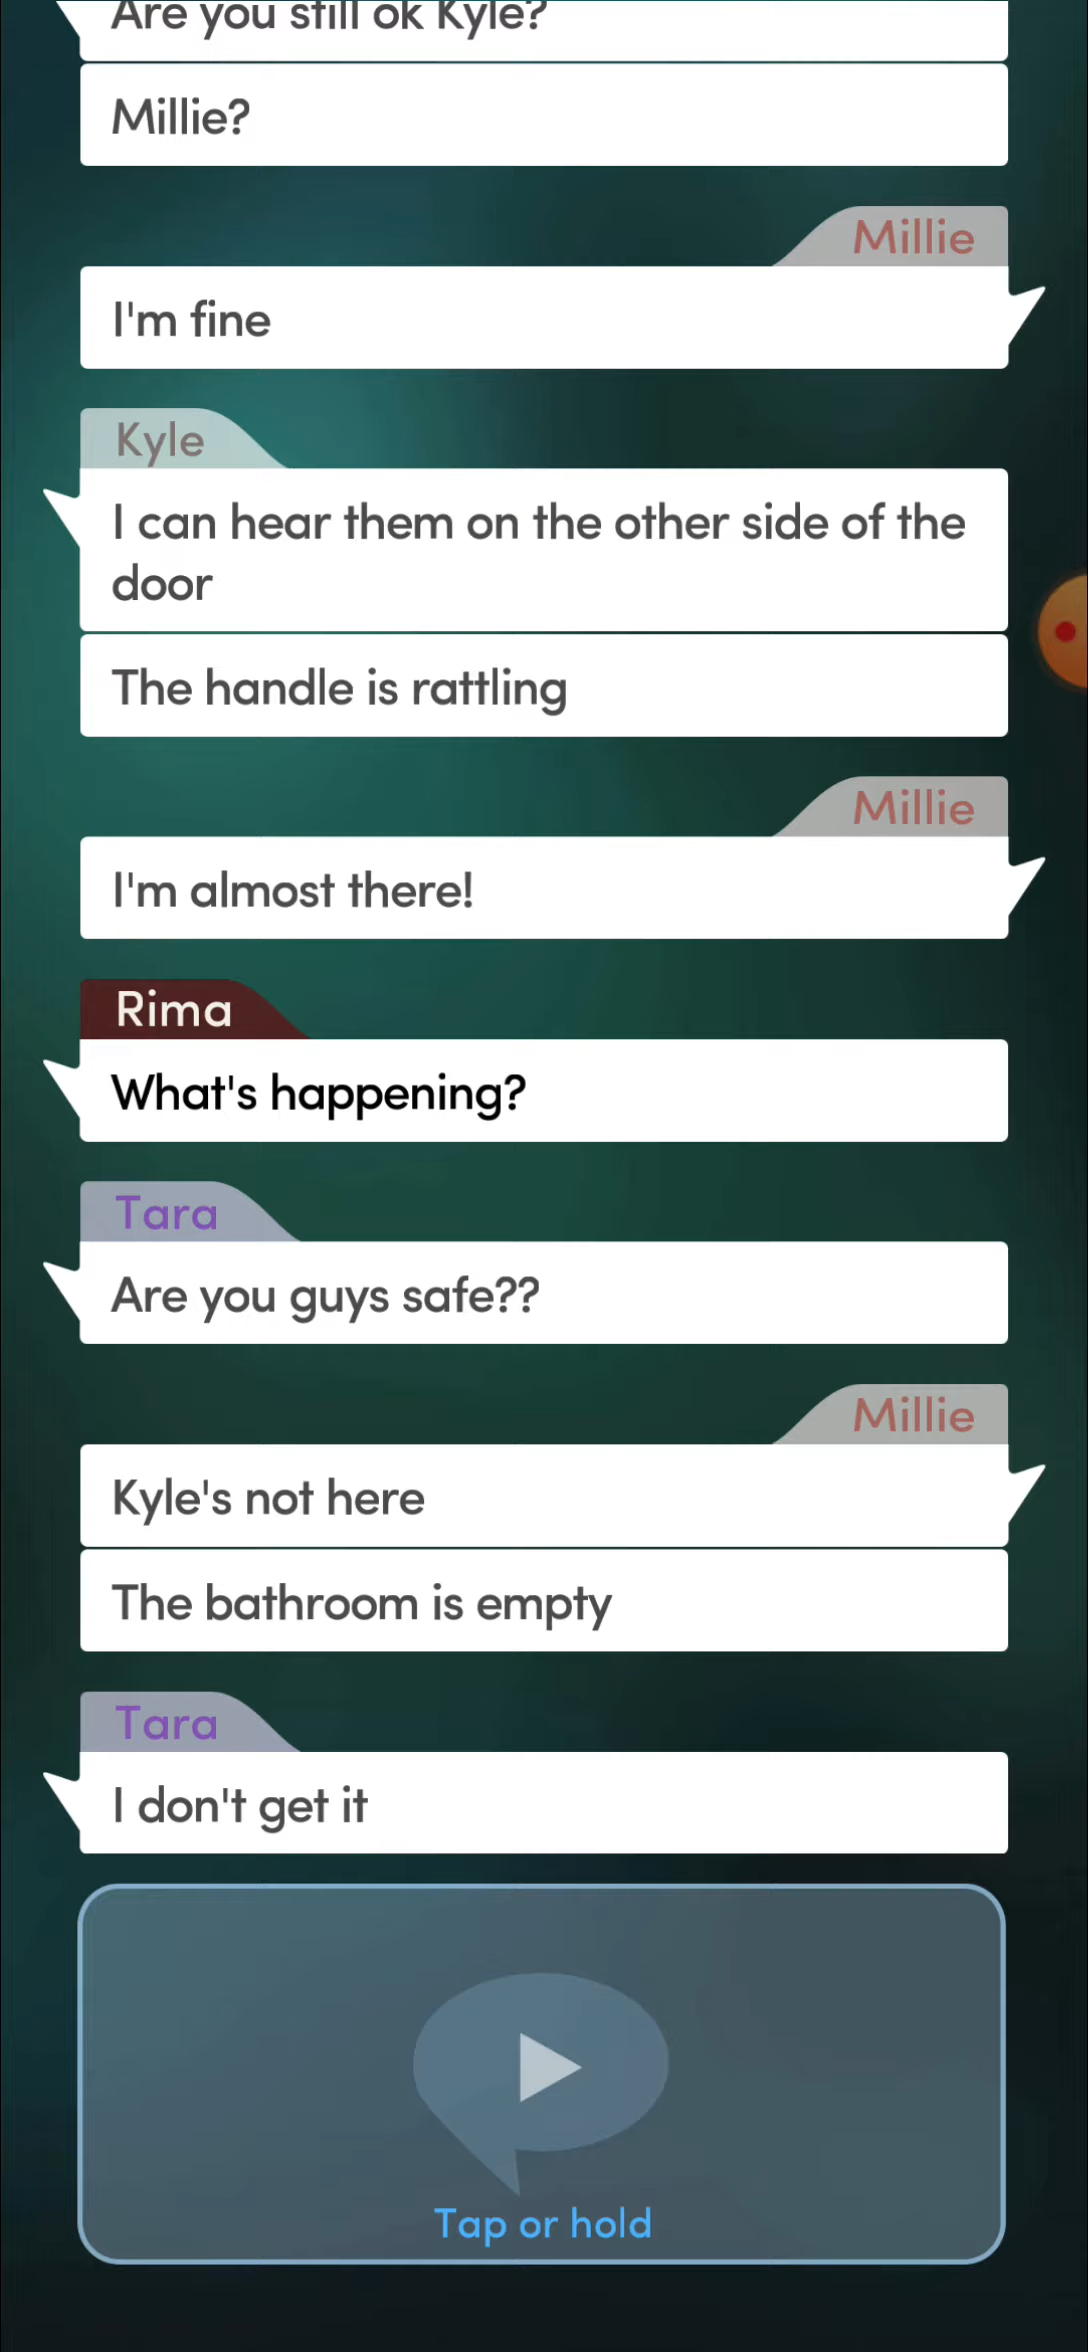 Are you still ok Kyle?
Millie?
Millie
I'm fine
Kyle
I can hear them on the other side of the
door
The handle is rattling
Millie
I'm almost there!
Rima
What's happening?
Tara
Are you guys safe??
Millie
Kyle's not here
The bathroom is empty
Tara
I don't get it
Tap or hold